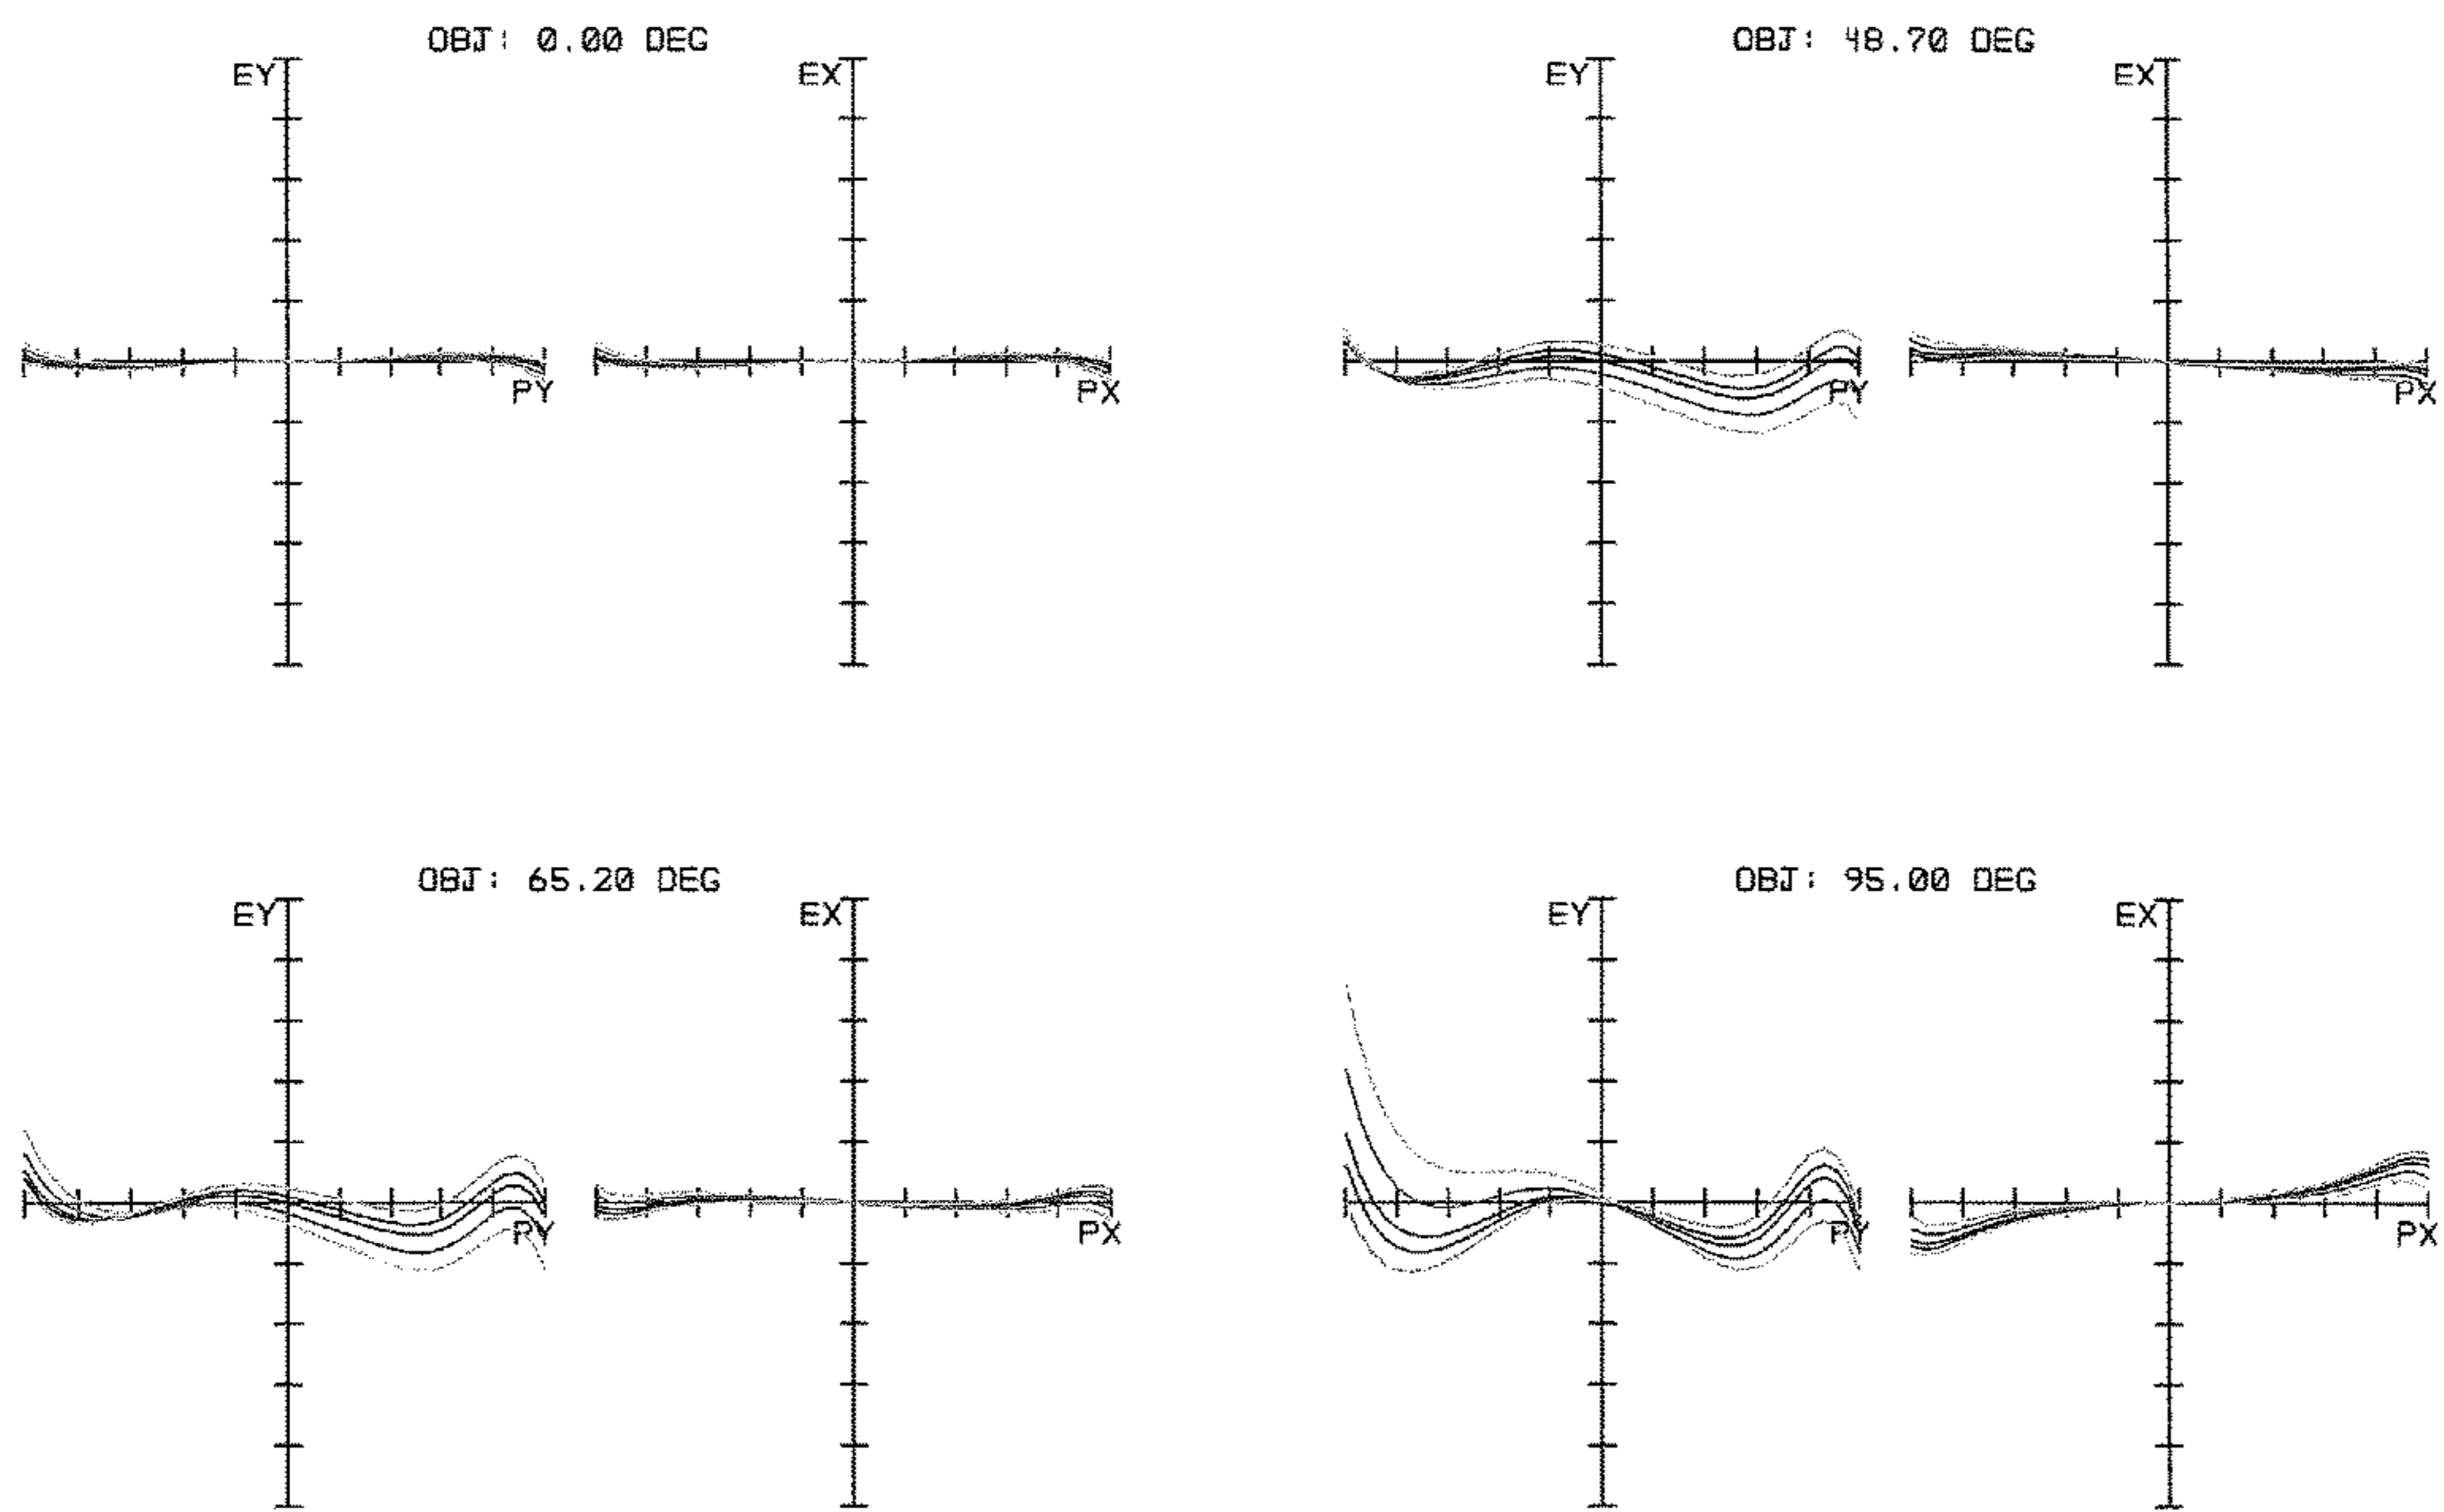 OBJ: 0.00 DEG
EY
EX
PY
PX
OBJ: 48.70 DEG
EY
EX
PY
PX
OBJ: 65.20 DEG
EY
EX
PY
PX
OBJ: 95.00 DEG
EY
EX
PY
PX